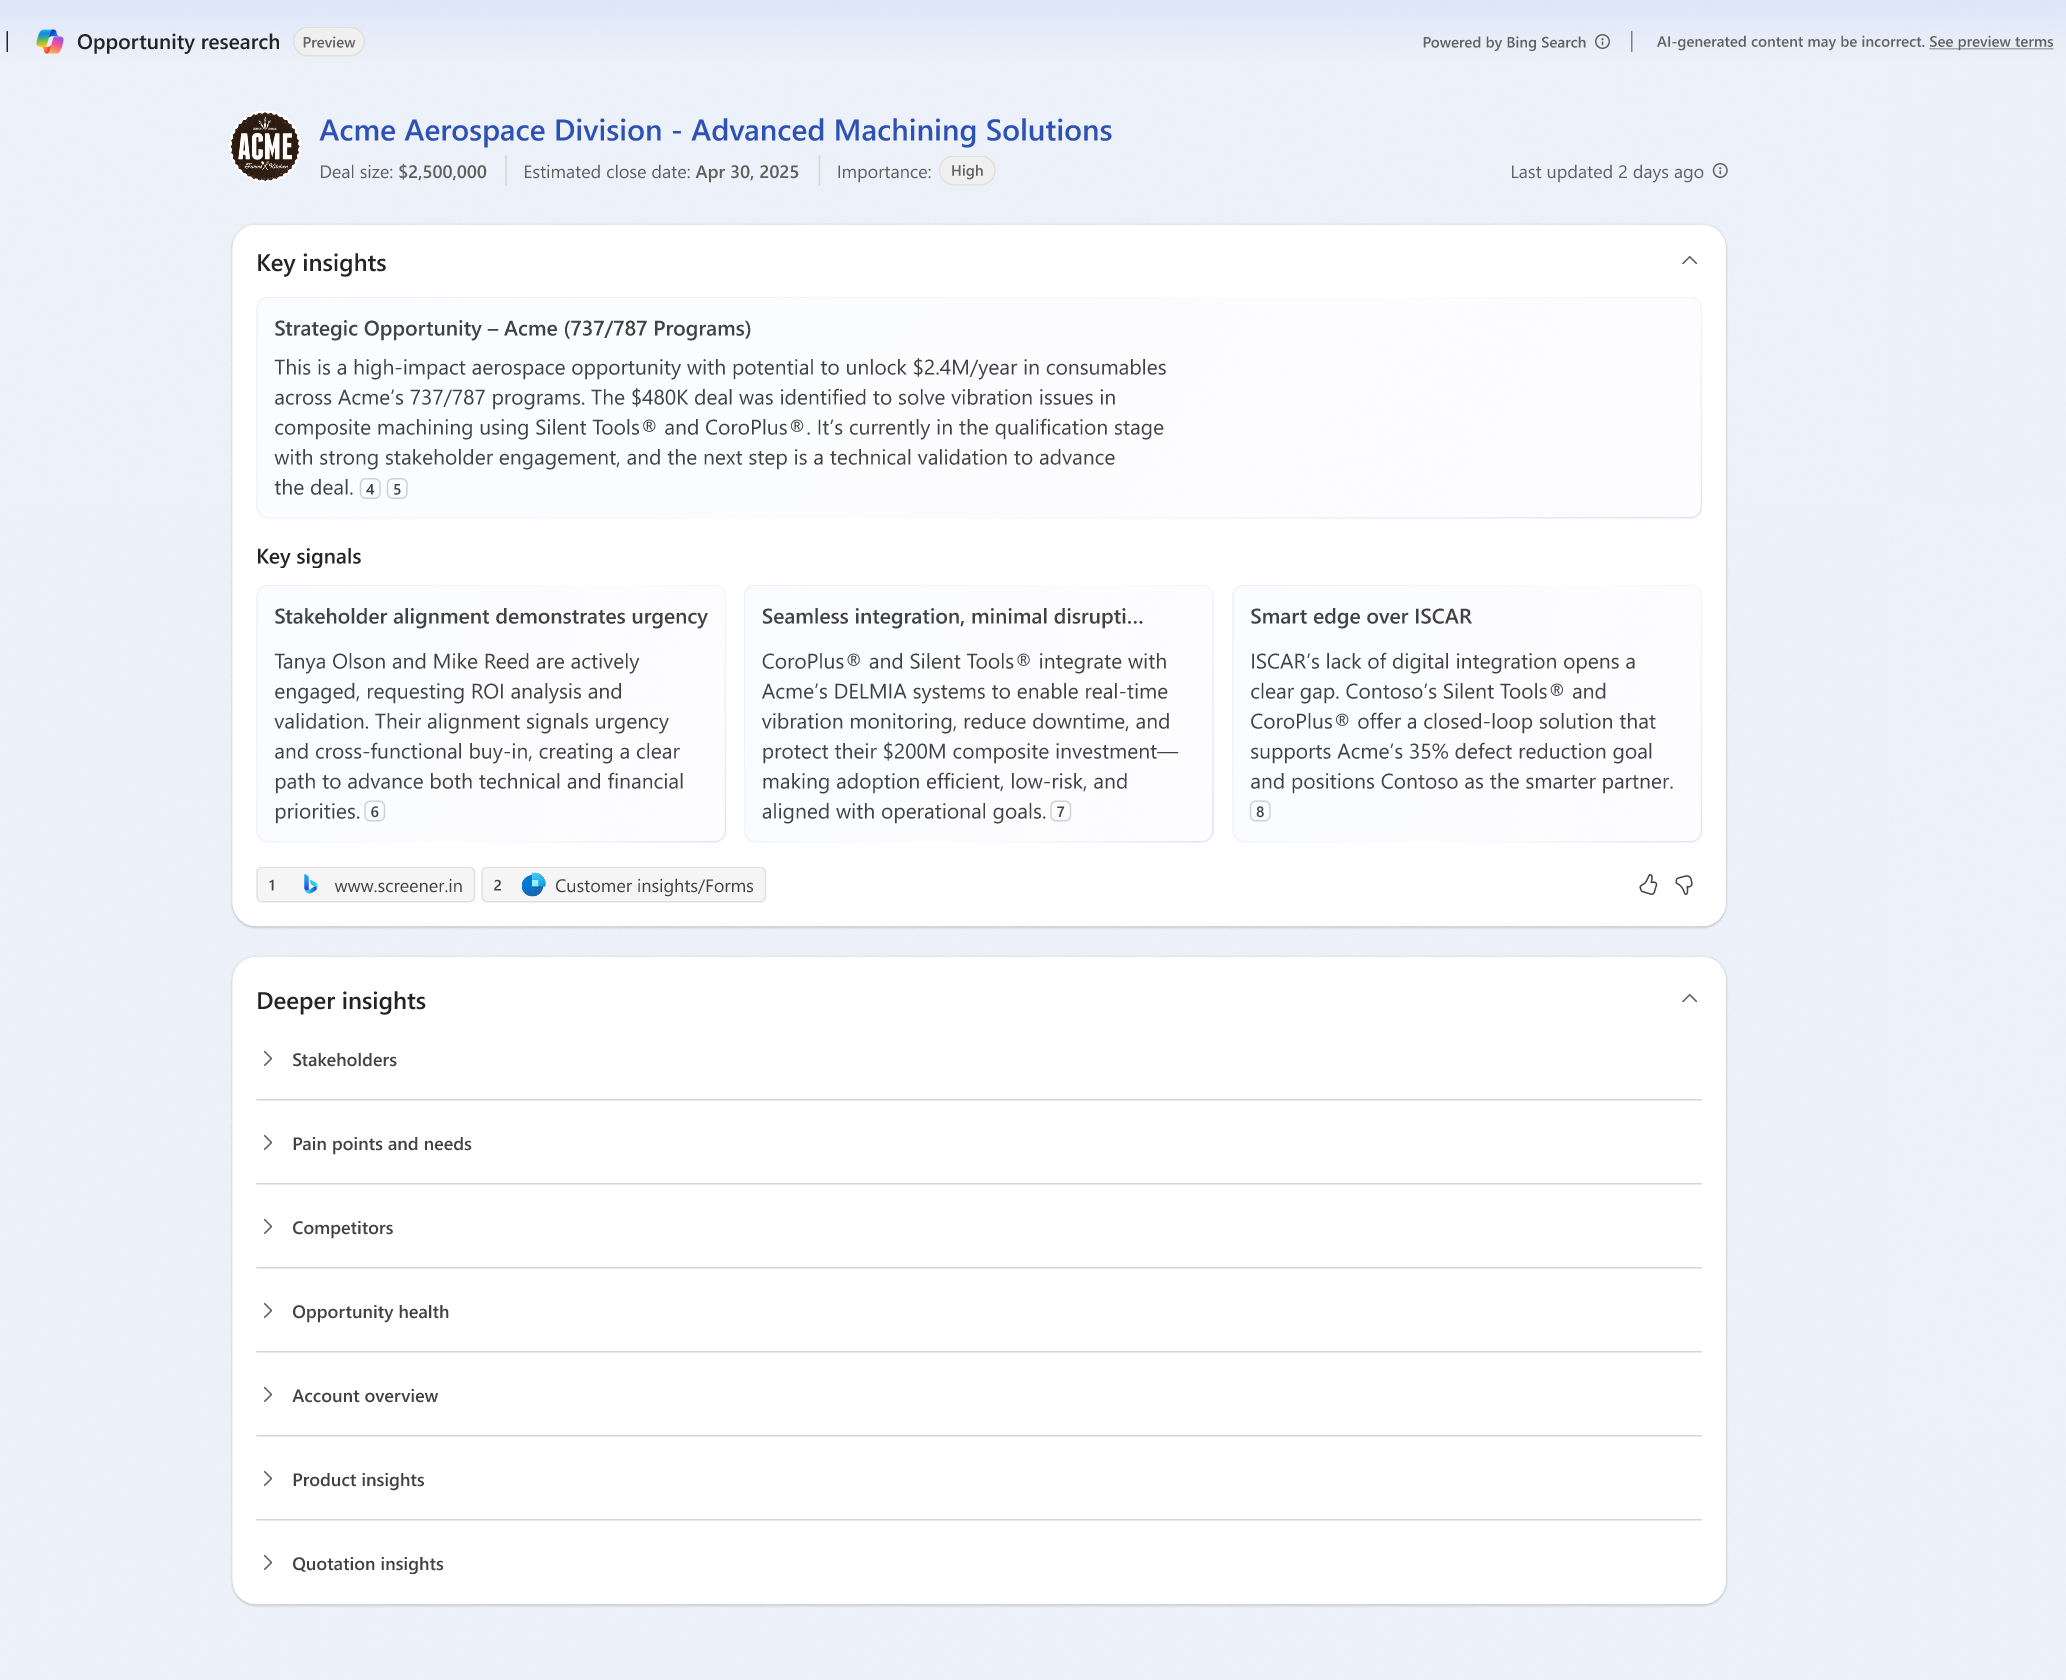 Opportunity research Preview
Powered by Bing Search | AI-generated content may be incorrect. See preview terms
ACME
Acme Aerospace Division - Advanced Machining Solutions
Deal size: $2,500,000 Estimated close date: Apr 30, 2025 Importance: High
Last updated 2 days ago
Key insights
Strategic Opportunity – Acme (737/787 Programs)
This is a high-impact aerospace opportunity with potential to unlock $2.4M/year in consumables
across Acme's 737/787 programs. The $480K deal was identified to solve vibration issues in
composite machining using Silent Tools® and CoroPlus®. It's currently in the qualification stage
with strong stakeholder engagement, and the next step is a technical validation to advance
the deal. 4 5
Key signals
Stakeholder alignment demonstrates urgency
Tanya Olson and Mike Reed are actively
engaged, requesting ROI analysis and
validation. Their alignment signals urgency
and cross-functional buy-in, creating a clear
path to advance both technical and financial
priorities. 6
Seamless integration, minimal disrupti...
CoroPlus® and Silent Tools® integrate with
Acme's DELMIA systems to enable real-time
vibration monitoring, reduce downtime, and
protect their $200M composite investment—
making adoption efficient, low-risk, and
aligned with operational goals. 7
Smart edge over ISCAR
ISCAR's lack of digital integration opens a
clear gap. Contoso's Silent Tools® and
CoroPlus® offer a closed-loop solution that
supports Acme's 35% defect reduction goal
and positions Contoso as the smarter partner.
8
1 www.screener.in 2 Customer insights/Forms
Deeper insights
Stakeholders
Pain points and needs
Competitors
Opportunity health
Account overview
Product insights
Quotation insights